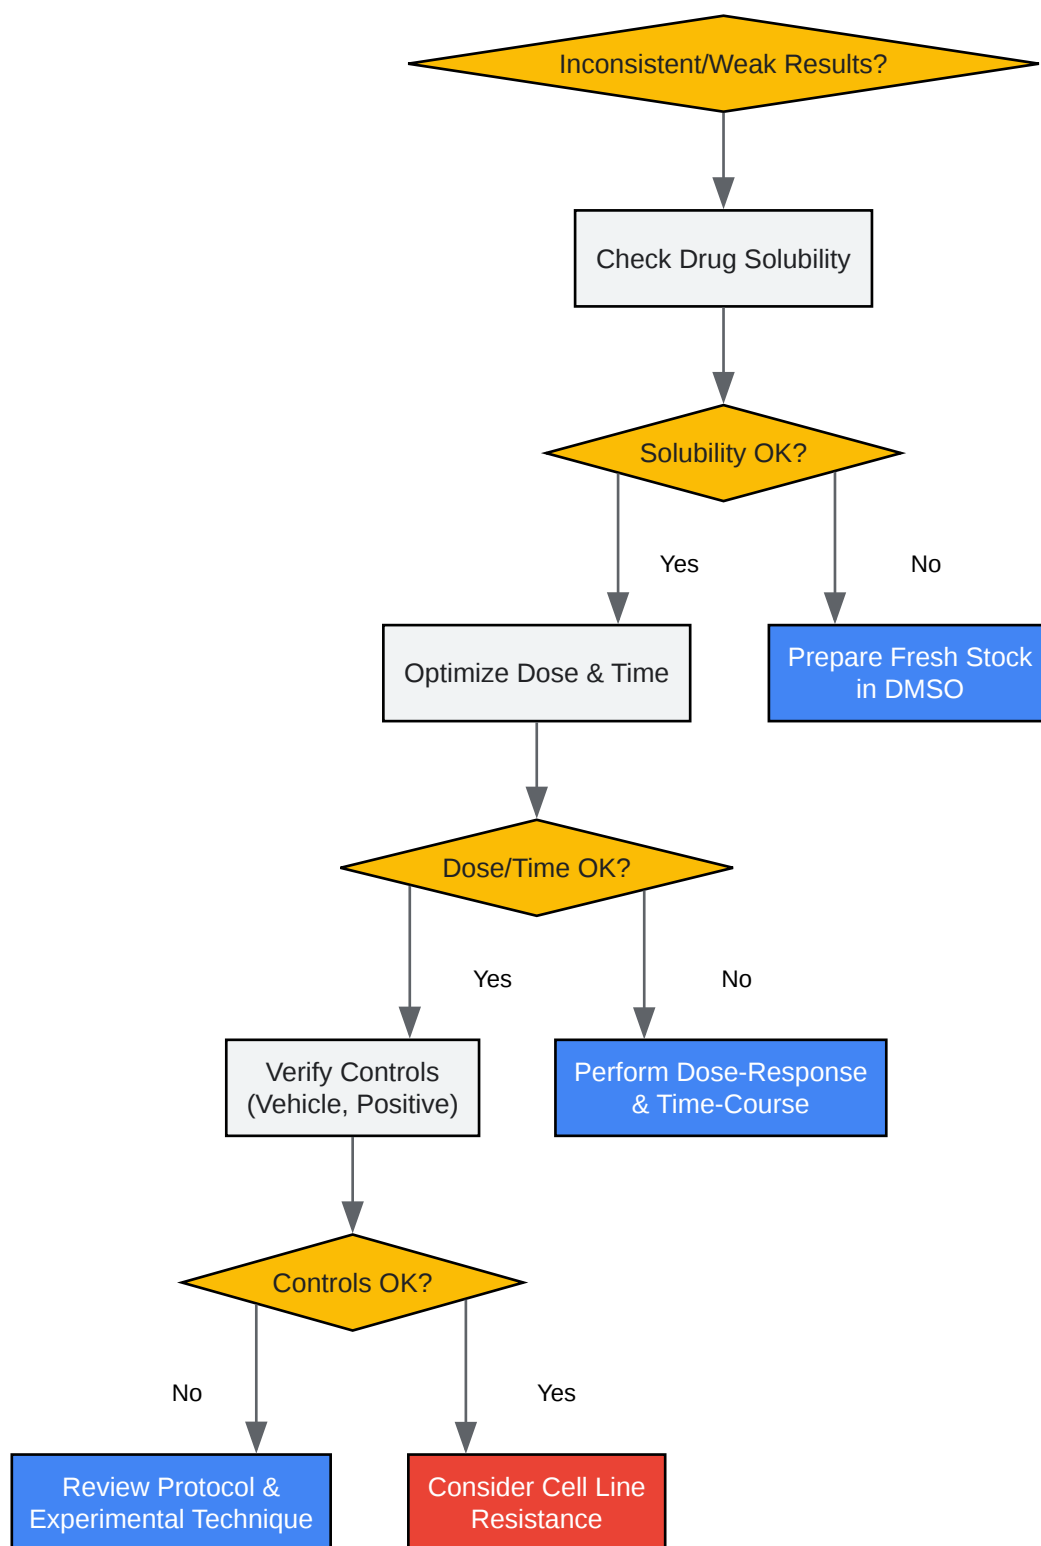 Inconsistent/Weak Results?
Check Drug Solubility
Solubility OK?
Yes
No
Optimize Dose & Time
Prepare Fresh Stock
in DMSO
Dose/Time OK?
Yes
No
Verify Controls
(Vehicle, Positive)
Perform Dose-Response
& Time-Course
Controls OK?
No
Yes
Review Protocol &
Experimental Technique
Consider Cell Line
Resistance